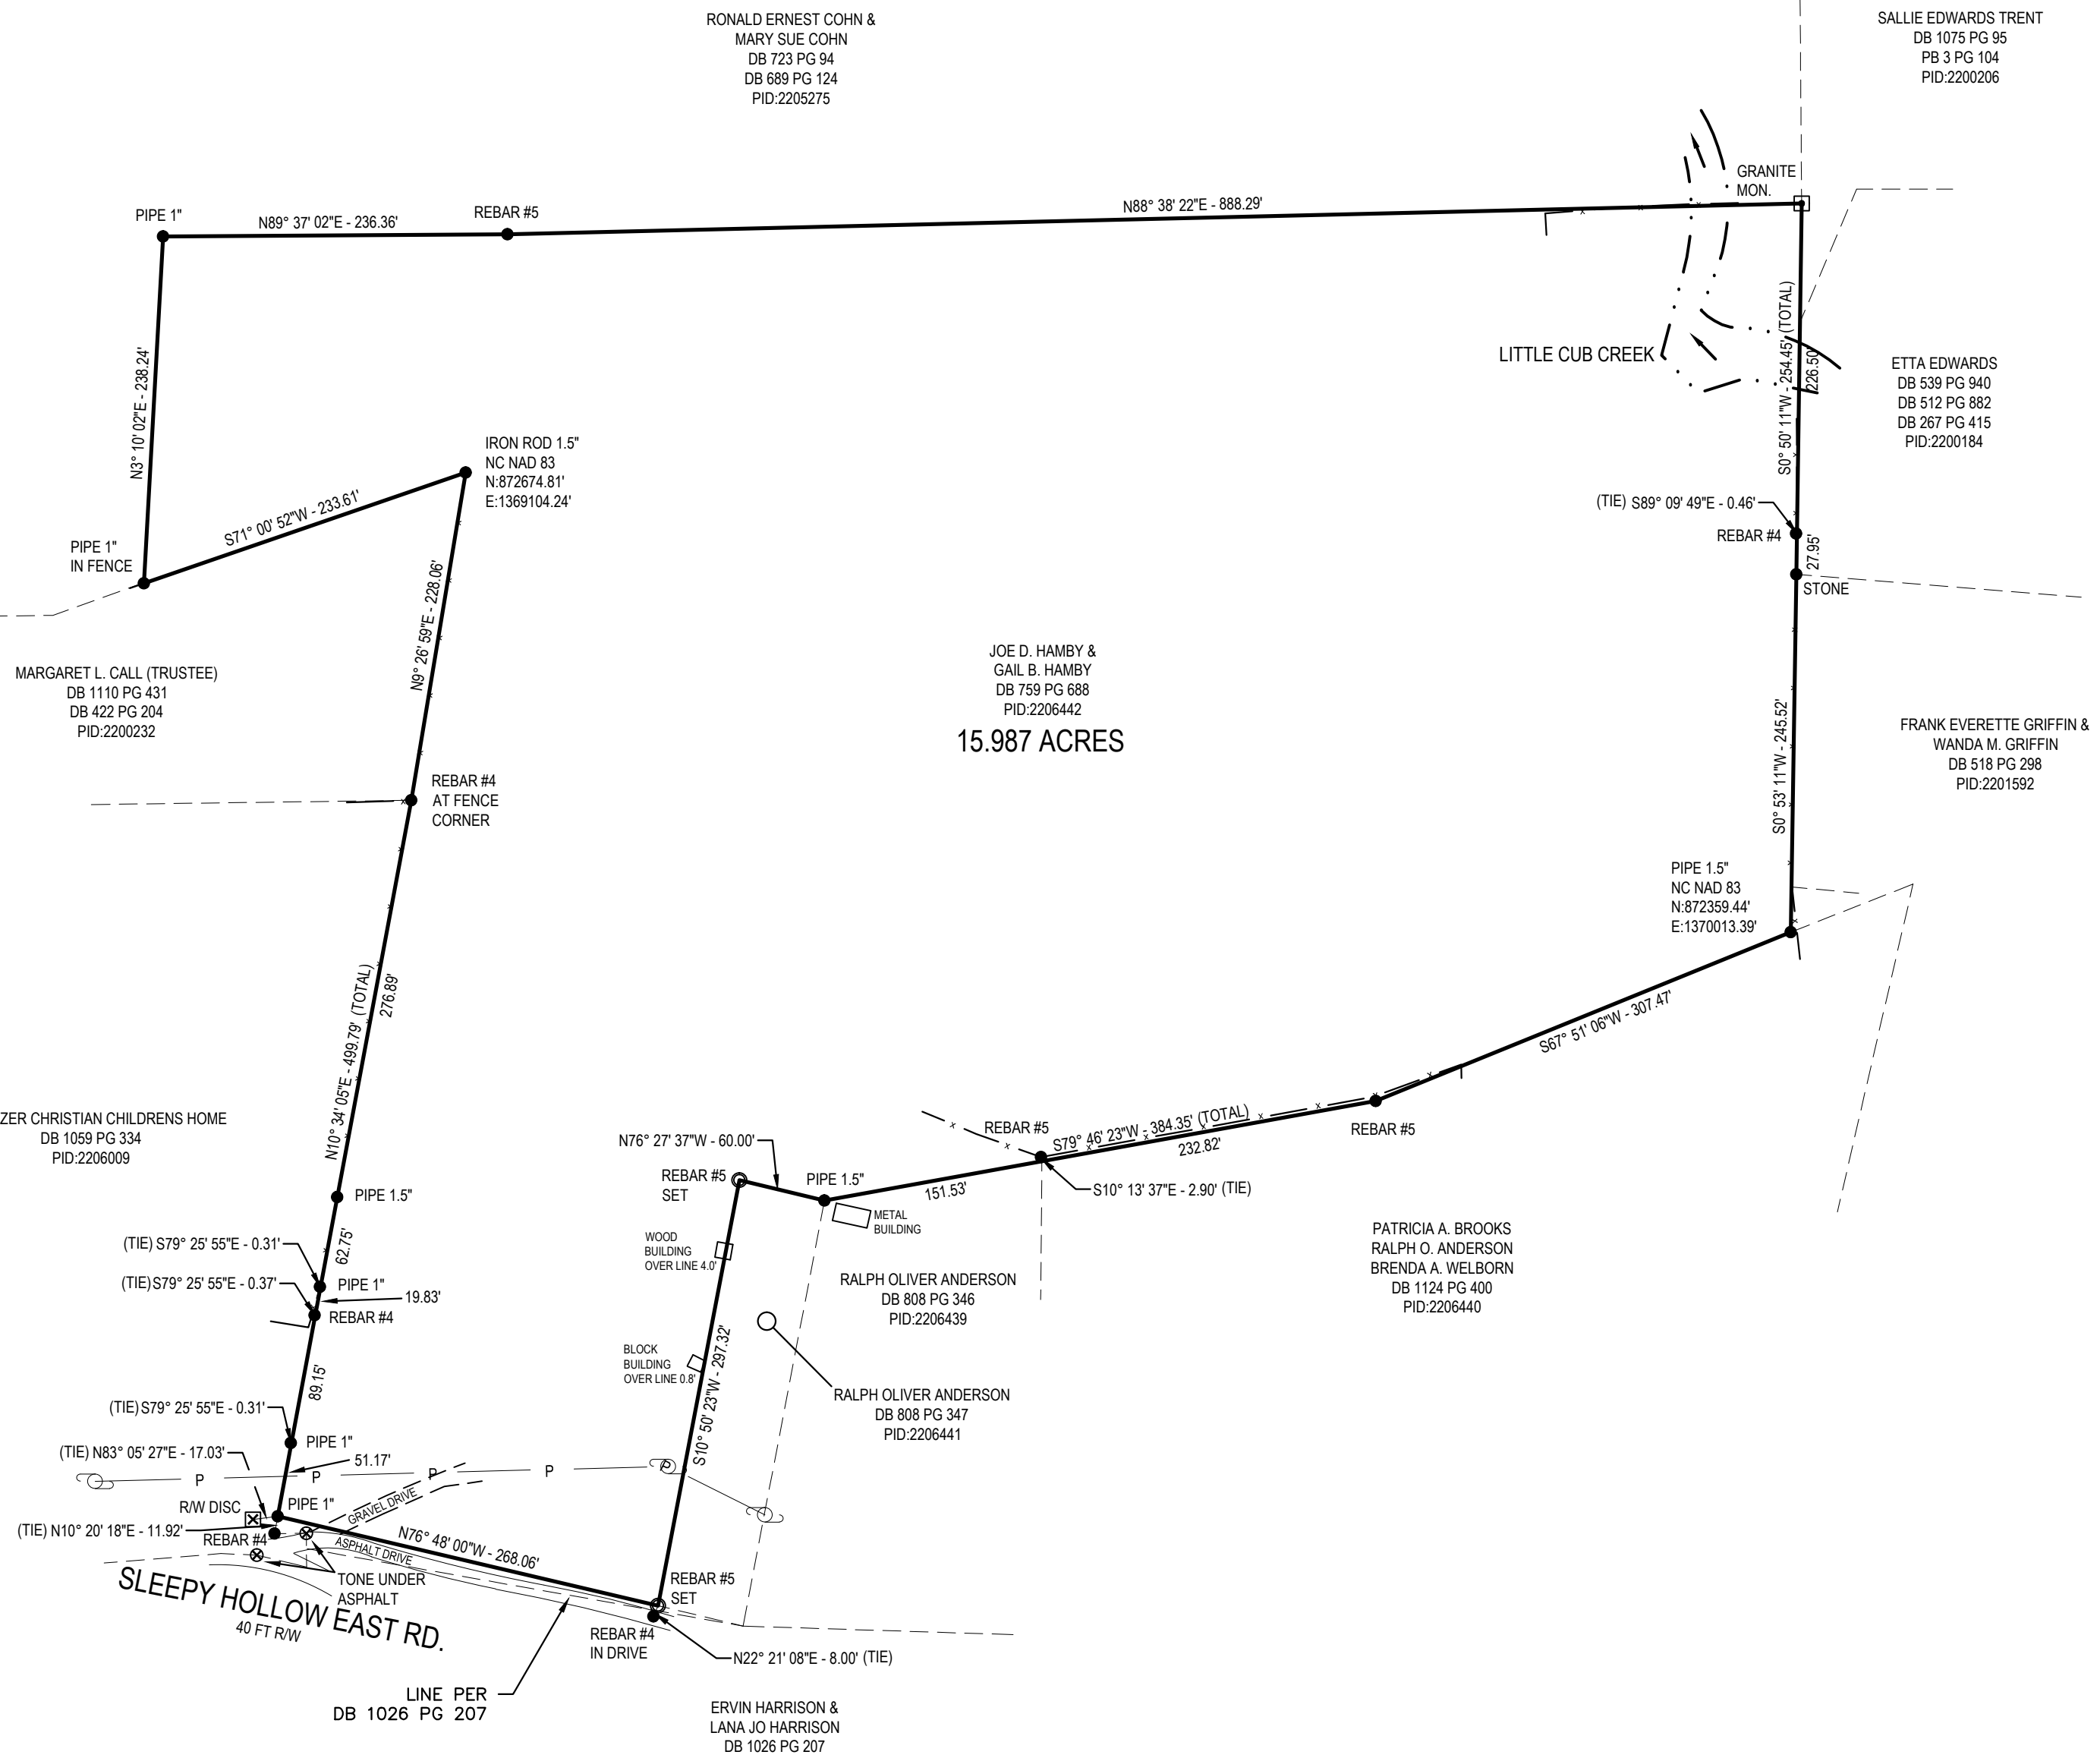 RONALD ERNEST COHN &
MARY SUE COHN
DB 723 PG 94
DB 689 PG 124
PID:2205275
SALLIE EDWARDS TRENT
DB 1075 PG 95
PB 3 PG 104
PID:2200206
GRANITE
MON.
PIPE 1"
N89° 37' 02"E - 236.36'
REBAR #5
N88° 38' 22"E - 888.29'
N3° 10' 02"E - 238.24'
S0° 50' 11"W - 254.45' (TOTAL)
226.50'
LITTLE CUB CREEK
ETTA EDWARDS
DB 539 PG 940
DB 512 PG 882
DB 267 PG 415
PID:2200184
IRON ROD 1.5"
NC NAD 83
N:872674.81'
E:1369104.24'
S71° 00' 52"W - 233.61'
(TIE) S89° 09' 49"E - 0.46'
REBAR #4
27.95'
STONE
PIPE 1"
IN FENCE
N9° 26' 59"E - 228.06'
MARGARET L. CALL (TRUSTEE)
DB 1110 PG 431
DB 422 PG 204
PID:2200232
JOE D. HAMBY &
GAIL B. HAMBY
DB 759 PG 688
PID:2206442
15.987 ACRES
S0° 53' 11"W - 245.52'
FRANK EVERETTE GRIFFIN &
WANDA M. GRIFFIN
DB 518 PG 298
PID:2201592
REBAR #4
AT FENCE
CORNER
PIPE 1.5"
NC NAD 83
N:872359.44'
E:1370013.39'
N10° 34' 05"E - 499.79' (TOTAL)
276.89'
S67° 51' 06"W - 307.47'
ZER CHRISTIAN CHILDRENS HOME
DB 1059 PG 334
PID:2206009
N76° 27' 37"W - 60.00'
REBAR #5
S79° 46' 23"W - 384.35' (TOTAL)
232.82'
REBAR #5
REBAR #5
SET
PIPE 1.5"
151.53'
S10° 13' 37"E - 2.90' (TIE)
PIPE 1.5"
METAL
BUILDING
WOOD
BUILDING
OVER LINE 4.0'
62.75'
(TIE) S79° 25' 55"E - 0.31'
(TIE) S79° 25' 55"E - 0.37'
PIPE 1"
19.83'
REBAR #4
RALPH OLIVER ANDERSON
DB 808 PG 346
PID:2206439
PATRICIA A. BROOKS
RALPH O. ANDERSON
BRENDA A. WELBORN
DB 1124 PG 400
PID:2206440
BLOCK
BUILDING
OVER LINE 0.8'
S10° 50' 23"W - 297.32'
89.15'
RALPH OLIVER ANDERSON
DB 808 PG 347
PID:2206441
(TIE) S79° 25' 55"E - 0.31'
PIPE 1"
(TIE) N83° 05' 27"E - 17.03'
51.17'
P P P P P
R/W DISC
PIPE 1"
GRAVEL DRIVE
(TIE) N10° 20' 18"E - 11.92'
REBAR #4
ASPHALT DRIVE
N76° 48' 00"W - 268.06'
TONE UNDER
ASPHALT
SLEEPY HOLLOW EAST RD.
40 FT R/W
REBAR #5
SET
REBAR #4
IN DRIVE
N22° 21' 08"E - 8.00' (TIE)
LINE PER
DB 1026 PG 207
ERVIN HARRISON &
LANA JO HARRISON
DB 1026 PG 207